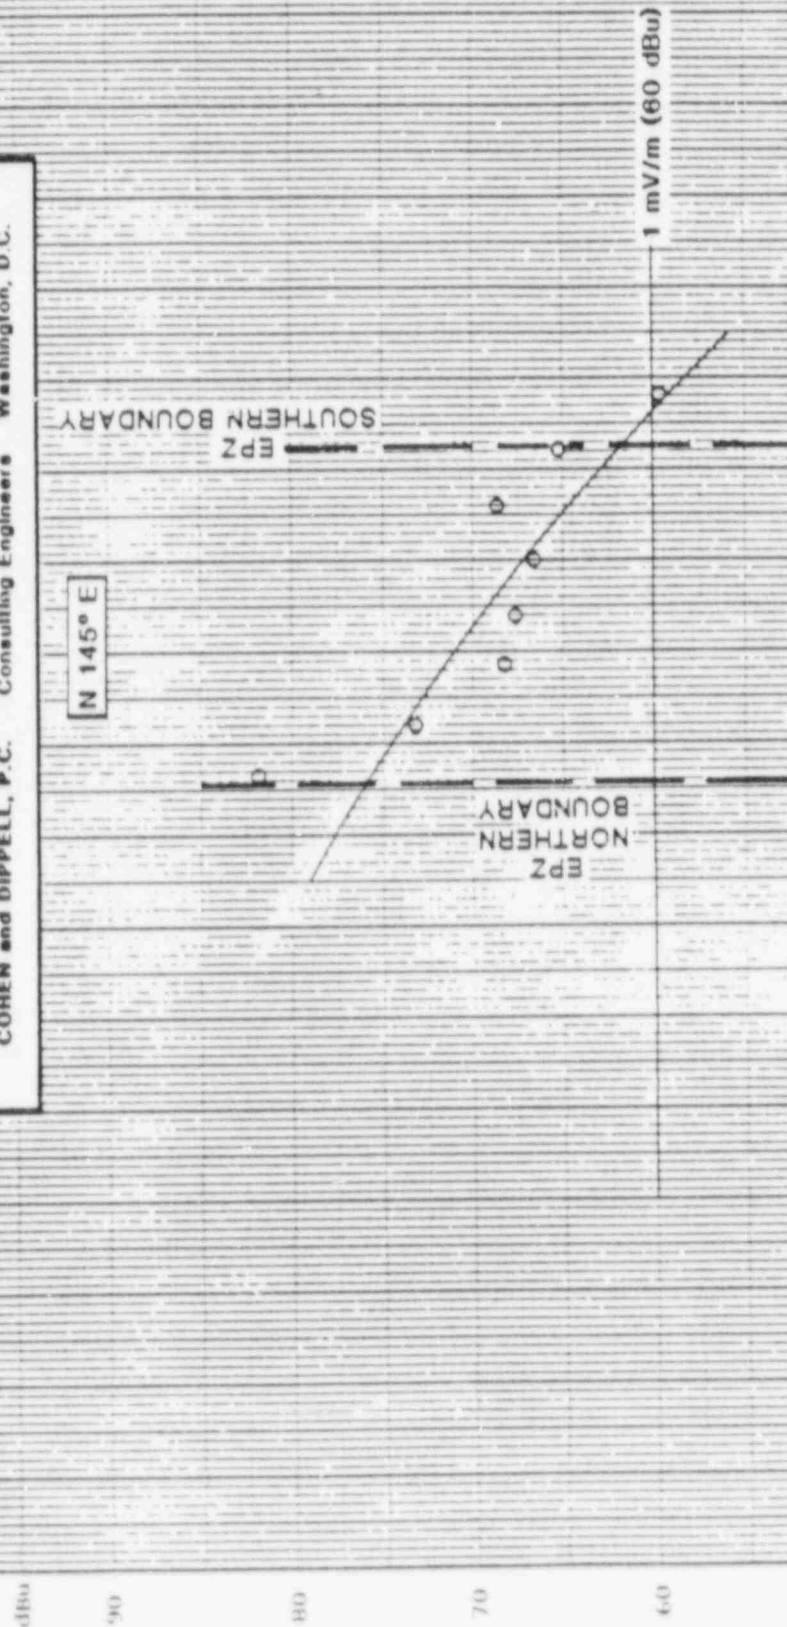 COHEN and DIPPELL, P.C. Consulting Engineers Washington, D.C.
N 145° E
EPZ
SOUTHERN BOUNDARY
1 mV/m (60 dBu)
EPZ
NORTHERN
BOUNDARY
dBu
90
80
70
60